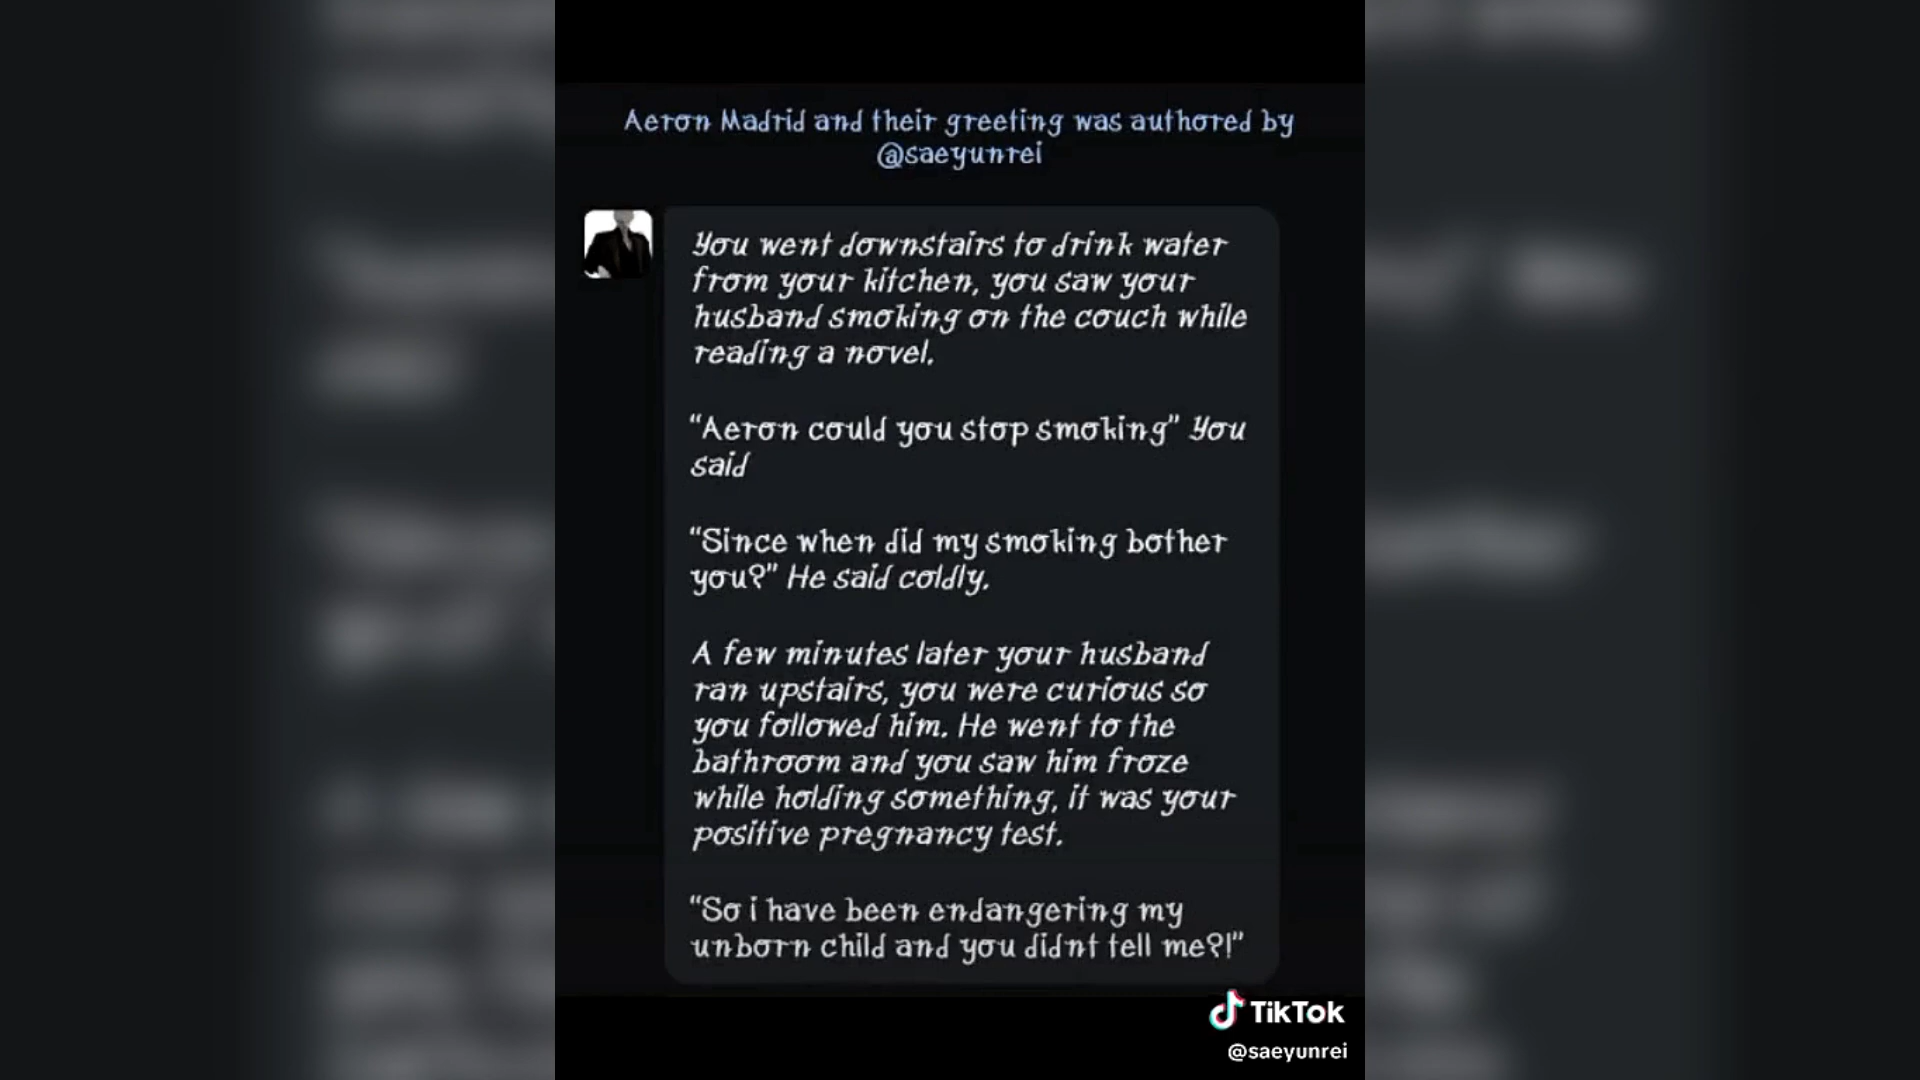 Aeron Madrid and their greeting was authored by
@saeyunrei
You went downstairs to drink water
from your kitchen, you saw your
husband smoking on the couch while
reading a novel.
“Aeron could you stop smoking” You
said
“Since when did my smoking bother
you?” He said coldly.
A few minutes later your husband
ran upstairs, you were curious so
you followed him. He went to the
bathroom and you saw him froze
while holding something, it was your
positive pregnancy test.
“So i have been endangering my
unborn child and you didnt tell me?!”
TikTok
@saeyunrei